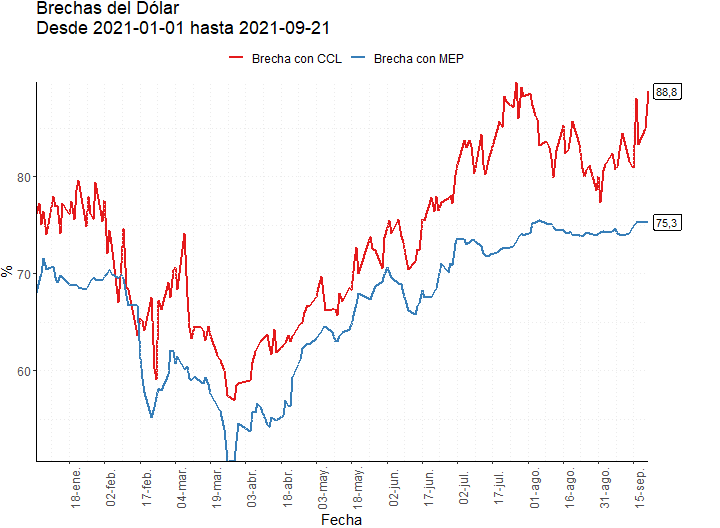 Brechas del Dólar
Desde 2021-01-01 hasta 2021-09-21
Brecha con CCL
Brecha con MEP
88,8
80
75,3
70
%
60
18-ene.
02-feb.
17-feb.
04-mar.
19-mar.
03-abr.
18-abr.
03-may.
18-may.
02-jun.
17-jun.
02-jul.
17-jul.
01-ago.
16-ago.
31-ago.
15-sep.
Fecha